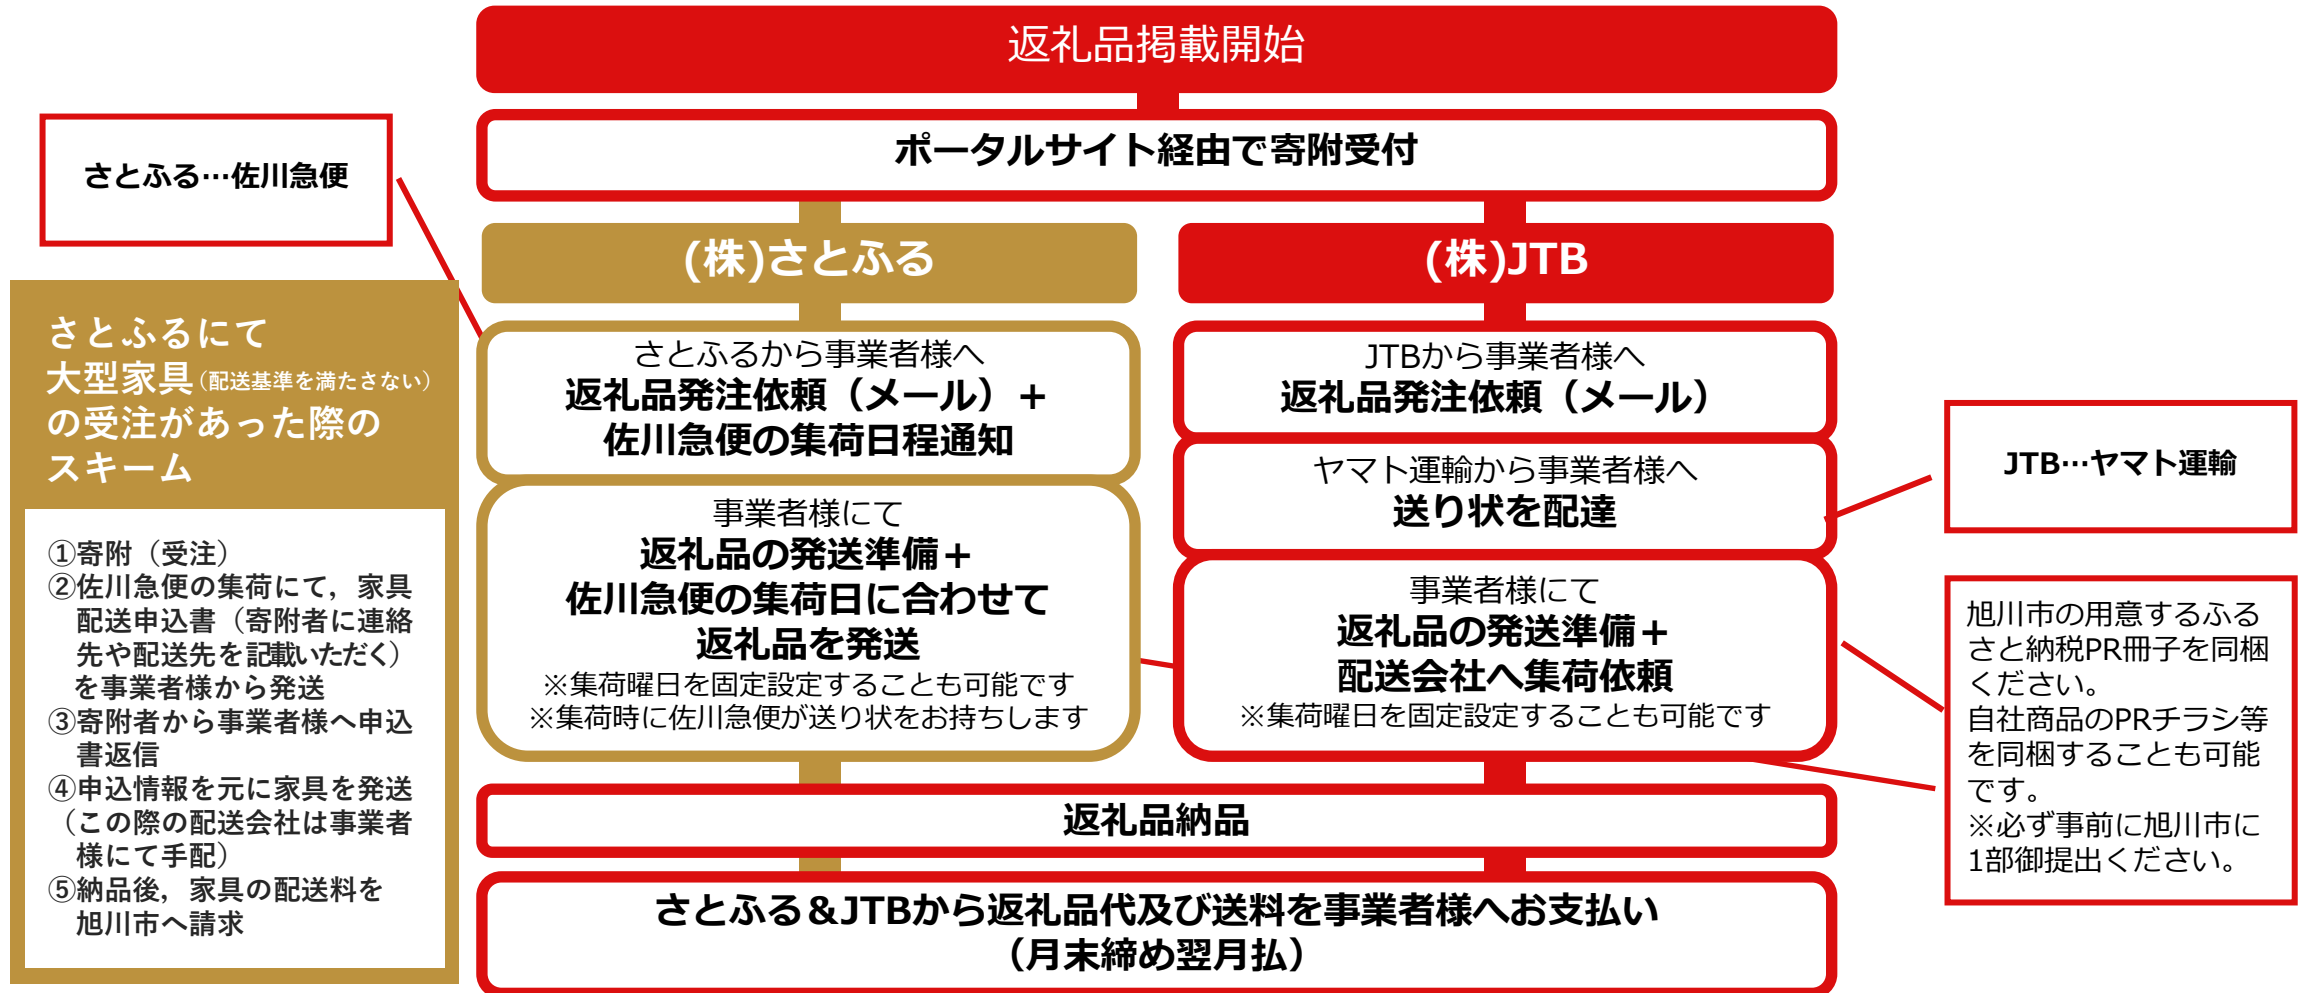 返礼品掲載開始
ポータルサイト経由で寄附受付
さとふる…佐川急便
(株)さとふる
さとふるから事業者様へ
返礼品発注依頼（メール）＋
佐川急便の集荷日程通知
事業者様にて
返礼品の発送準備＋
佐川急便の集荷日に合わせて
返礼品を発送
※集荷曜日を固定設定することも可能です
※集荷時に佐川急便が送り状をお持ちします
(株)JTB
JTBから事業者様へ
返礼品発注依頼（メール）
ヤマト運輸から事業者様へ
送り状を配達
事業者様にて
返礼品の発送準備＋
配送会社へ集荷依頼
※集荷曜日を固定設定することも可能です
JTB…ヤマト運輸
旭川市の用意するふる
さと納税PR冊子を同梱
ください。
自社商品のPRチラシ等
を同梱することも可能
です。
※必ず事前に旭川市に
1部御提出ください。
さとふるにて
大型家具（配送基準を満たさない）
の受注があった際の
スキーム
①寄附（受注）
②佐川急便の集荷にて，家具
配送申込書（寄附者に連絡
先や配送先を記載いただく）
を事業者様から発送
③寄附者から事業者様へ申込
書返信
④申込情報を元に家具を発送
（この際の配送会社は事業者
様にて手配）
⑤納品後，家具の配送料を
旭川市へ請求
返礼品納品
さとふる＆JTBから返礼品代及び送料を事業者様へお支払い
（月末締め翌月払）